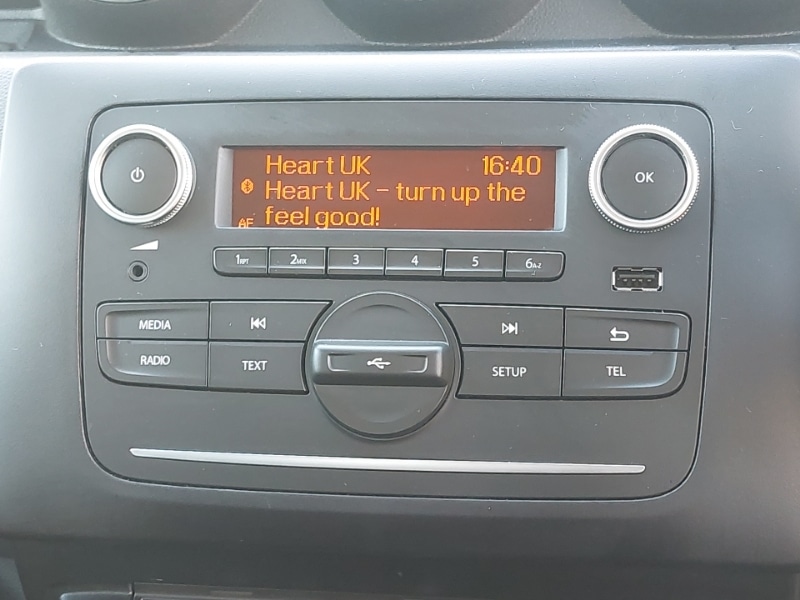 Heart UK 16:40
Heart UK - turn up the
AF feel good!
OK
1RPT 2MIX 3 4 5 6A-Z
MEDIA
RADIO TEXT SETUP TEL